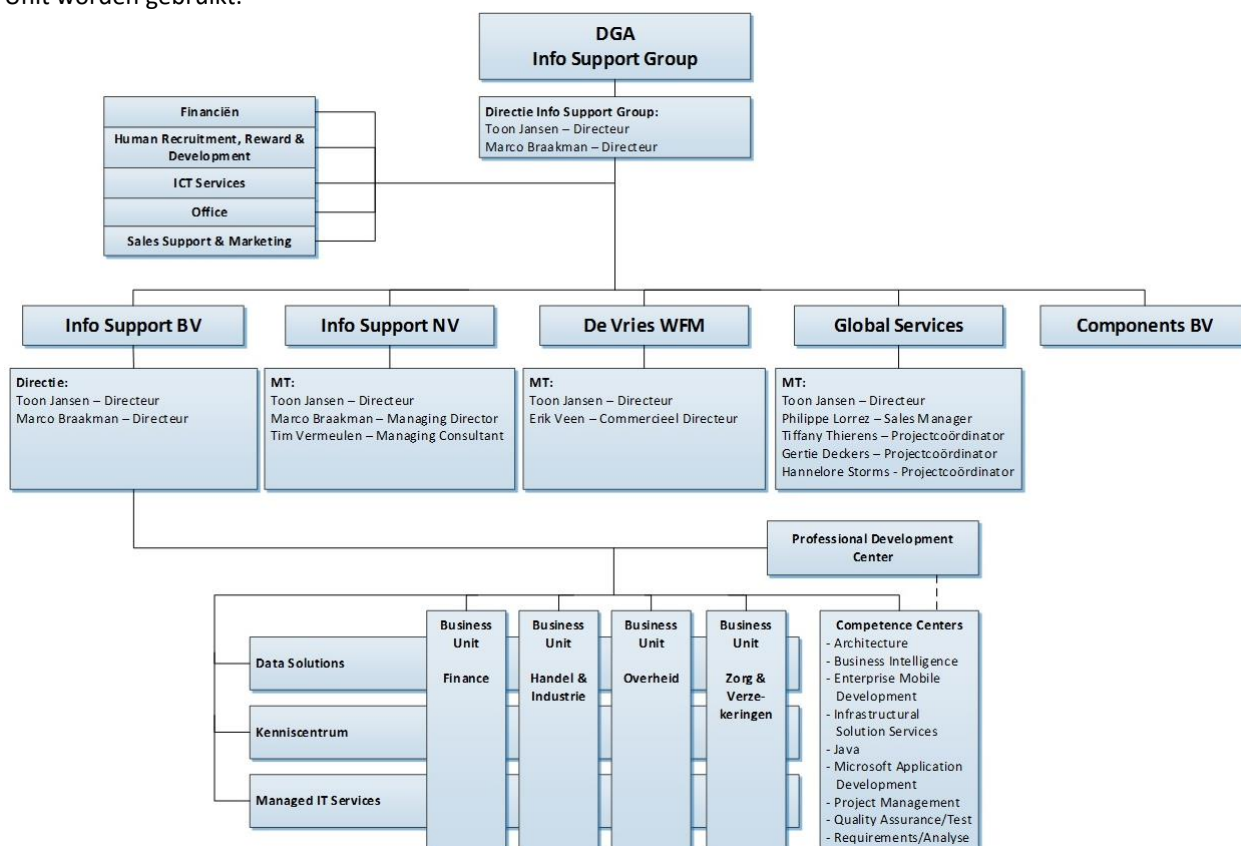 Unit worden gebruikt.
DGA
Info Support Group
Directie Info Support Group:
Toon Jansen – Directeur
Marco Braakman – Directeur
Financiën
Human Recruitment, Reward &
Development
ICT Services
Office
Sales Support & Marketing
Info Support BV
Info Support NV
De Vries WFM
Global Services
Components BV
Directie:
Toon Jansen – Directeur
Marco Braakman – Directeur
MT:
Toon Jansen – Directeur
Marco Braakman – Managing Director
Tim Vermeulen – Managing Consultant
MT:
Toon Jansen – Directeur
Erik Veen – Commercieel Directeur
MT:
Toon Jansen – Directeur
Philippe Lorrez – Sales Manager
Tiffany Thierens – Projectcoördinator
Gertie Deckers – Projectcoördinator
Hannelore Storms - Projectcoördinator
Professional Development
Center
Data Solutions
Kenniscentrum
Managed IT Services
Business
Unit
Finance
Business
Unit
Handel &
Industrie
Business
Unit
Overheid
Business
Unit
Zorg &
Verze-
keringen
Competence Centers
- Architecture
- Business Intelligence
- Enterprise Mobile
Development
- Infrastructural
Solution Services
- Java
- Microsoft Application
Development
- Project Management
- Quality Assurance/Test
- Requirements/Analyse